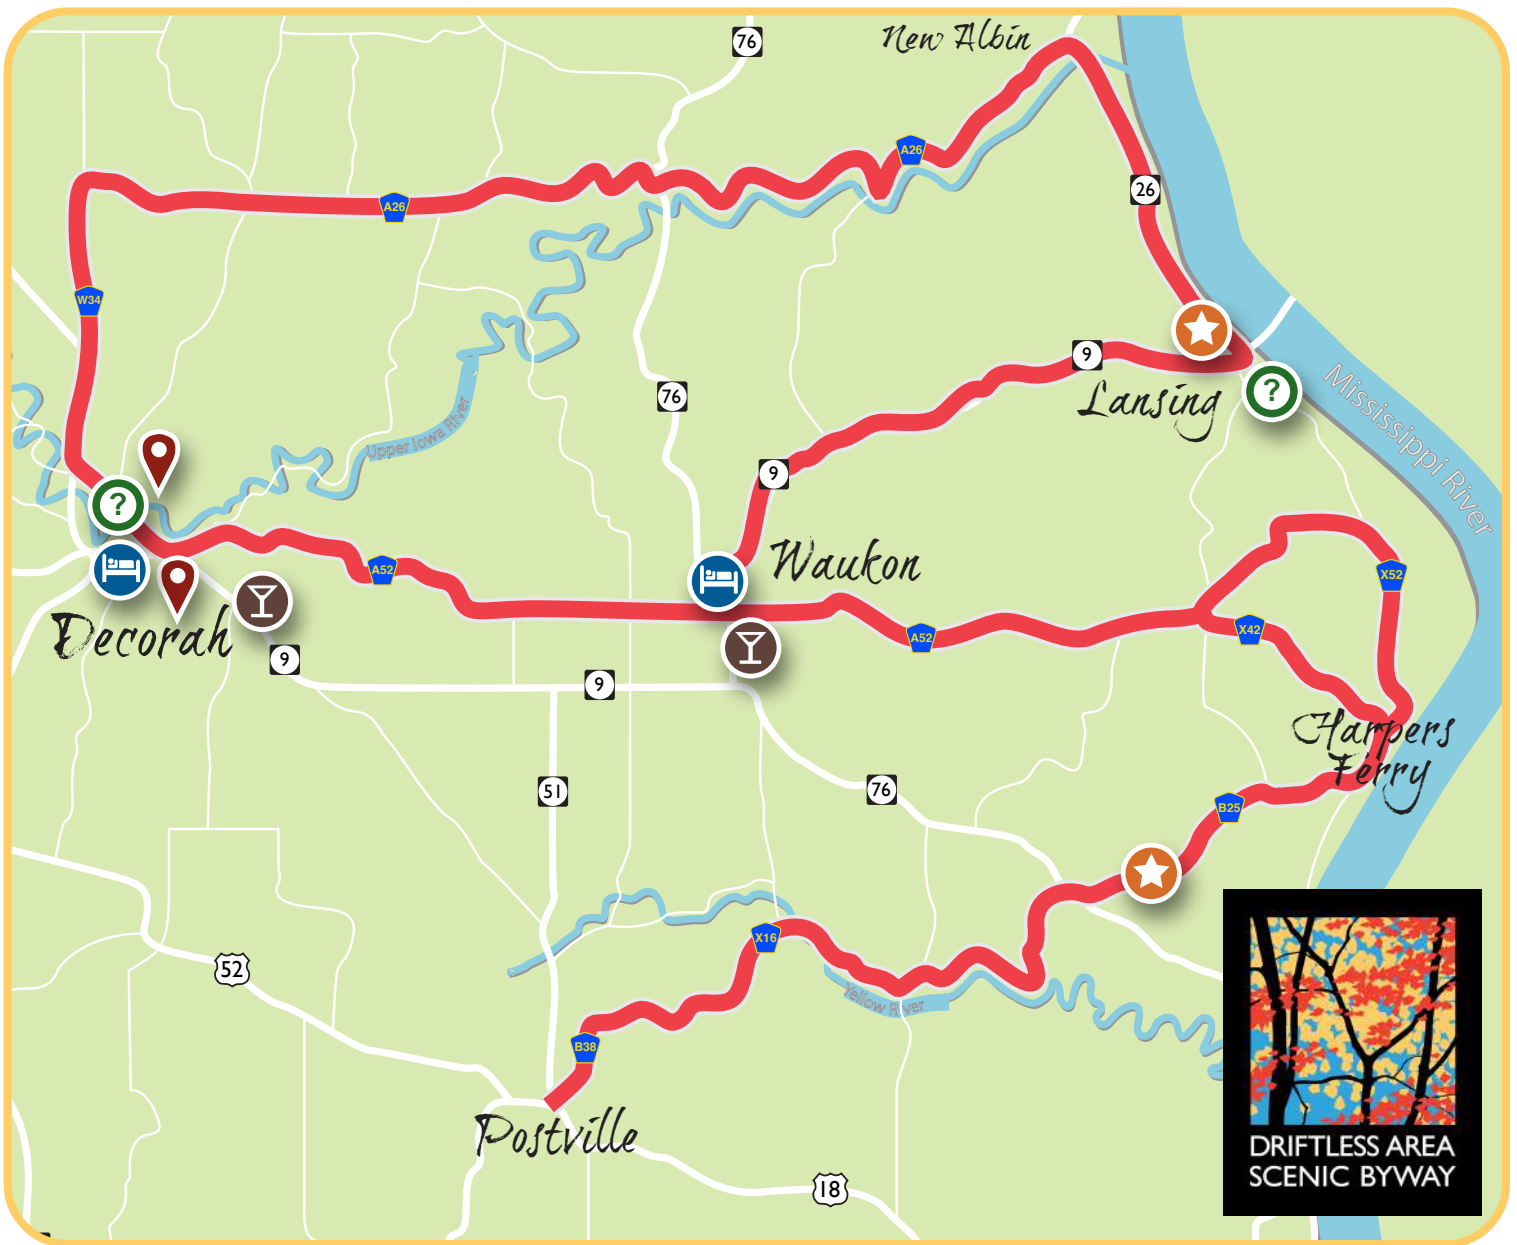 New Albin
76
A26
A26
26
W34
9
Lansing
?
Mississippi River
76
Upper Iowa River
9
?
A52
Waukon
X52
Decorah
A52
X42
9
9
Harpers
Ferry
51
76
B25
X16
52
Yellow River
B38
Postville
18
DRIFTLESS AREA
SCENIC BYWAY